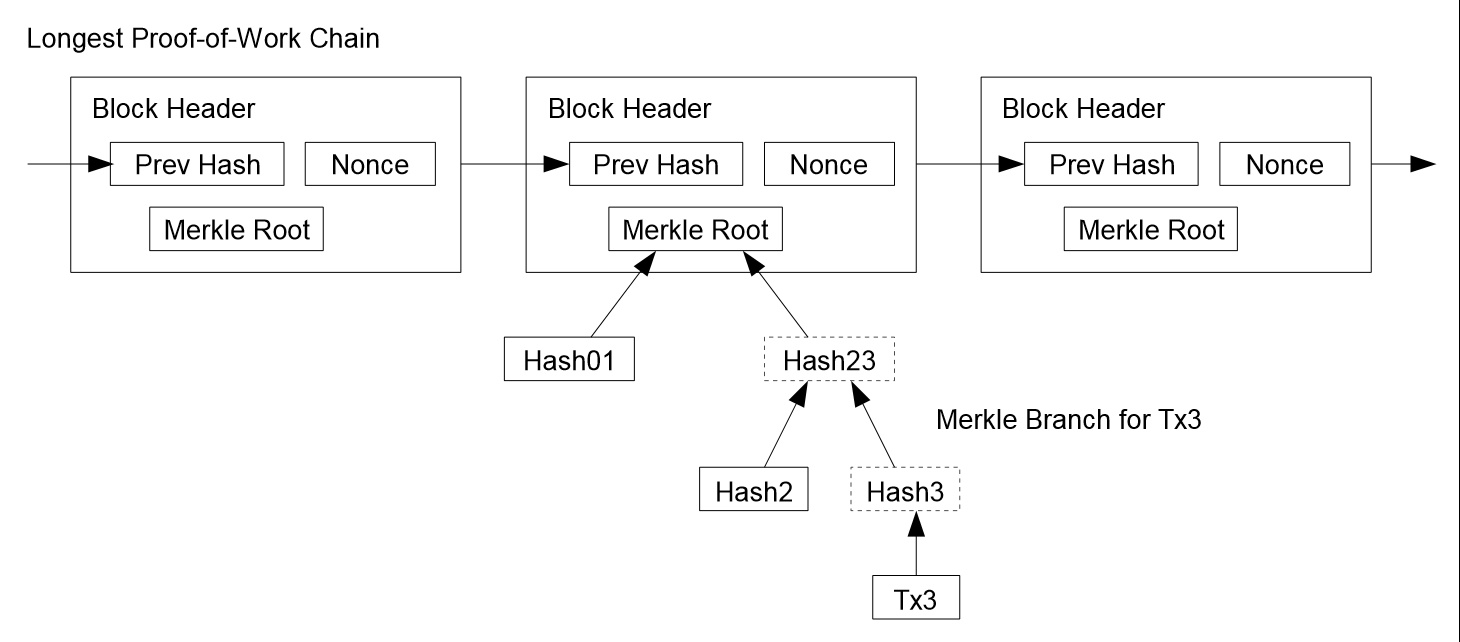 Longest Proof-of-Work Chain
Block Header
Prev Hash
Nonce
Merkle Root
Block Header
Prev Hash
Nonce
Merkle Root
Block Header
Prev Hash
Nonce
Merkle Root
Hash01
Hash23
Merkle Branch for Tx3
Hash2
Hash3
Tx3